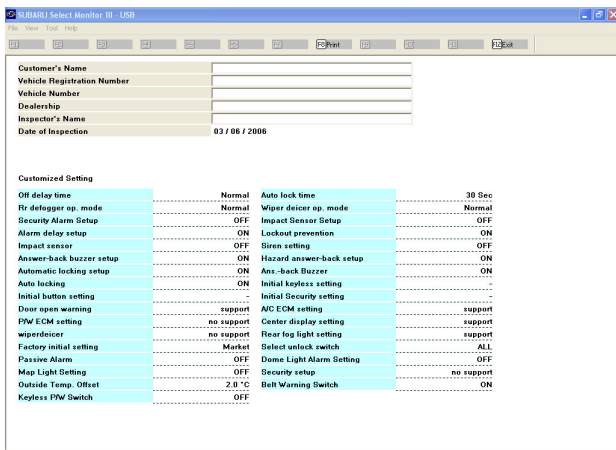 SUBARU Select Monitor III - USB
File View Tool Help
F1 F2 F3 F4 F5 F6 F7 F8 Print F9 F10 F11 F12 Exit
Customer's Name
Vehicle Registration Number
Vehicle Number
Dealership
Inspector's Name
Date of Inspection 03 / 06 / 2006
Customized Setting
Off delay time Normal Auto lock time 30 Sec
Rr defogger op. mode Normal Wiper deicer op. mode Normal
Security Alarm Setup OFF Impact Sensor Setup OFF
Alarm delay setup ON Lockout prevention ON
Impact sensor OFF Siren setting OFF
Answer-back buzzer setup ON Hazard answer-back setup ON
Automatic locking setup ON Ans.-back Buzzer ON
Auto locking ON Initial keyless setting -
Initial button setting - Initial Security setting -
Door open warning support A/C ECM setting support
P/W ECM setting no support Center display setting support
wiperdeicer no support Rear fog light setting support
Factory initial setting Market Select unlock switch ALL
Passive Alarm OFF Dome Light Alarm Setting OFF
Map Light Setting OFF Security setup no support
Outside Temp. Offset 2.0 °C Belt Warning Switch ON
Keyless P/W Switch OFF